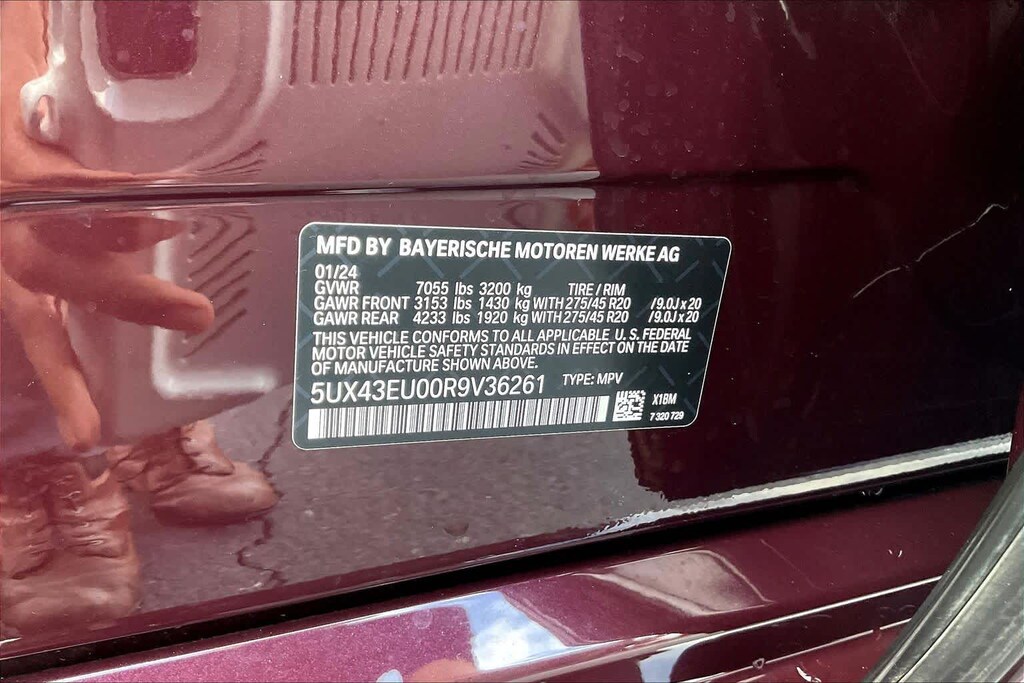 MFD BY BAYERISCHE MOTOREN WERKE AG
01/24
GVWR 7055 lbs 3200 kg TIRE / RIM
GAWR FRONT 3153 lbs 1430 kg WITH 275/45 R20 /9.0J x 20
GAWR REAR 4233 lbs 1920 kg WITH 275/45 R20 /9.0J x 20
THIS VEHICLE CONFORMS TO ALL APPLICABLE U. S. FEDERAL
MOTOR VEHICLE SAFETY STANDARDS IN EFFECT ON THE DATE
OF MANUFACTURE SHOWN ABOVE.
5UX43EU00R9V36261 TYPE: MPV
X1BM
7 320 729